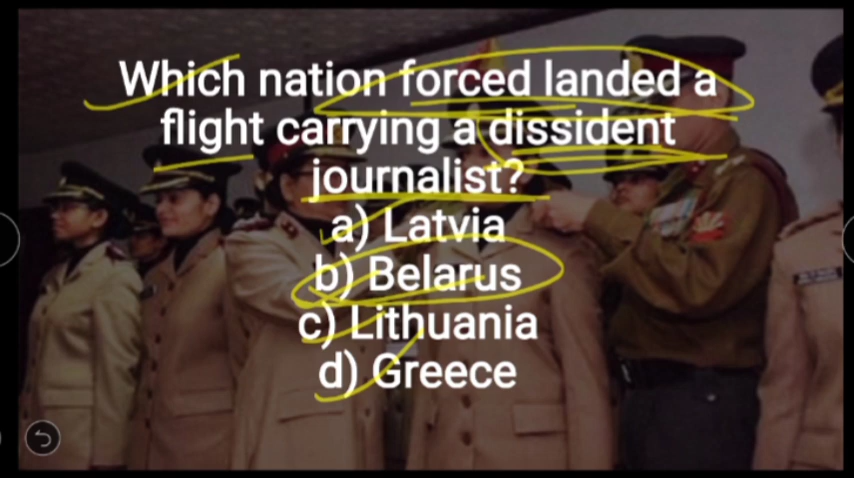 Which nation forced landed a
flight carrying a dissident
journalist?
a) Latvia
b) Belarus
c) Lithuania
d) Greece